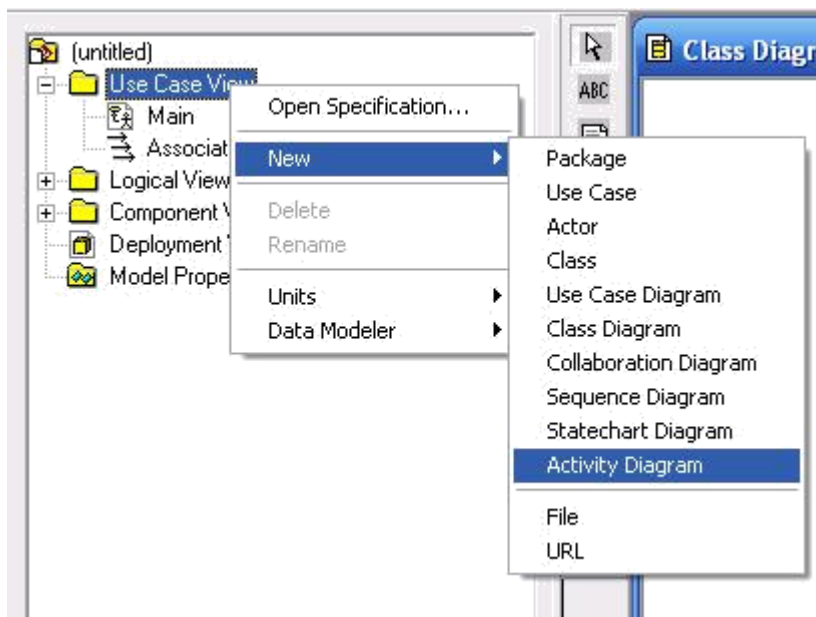 (untitled)
Use Case View
Main
Associat
Logical View
Component V
Deployment
Model Prope
Open Specification...
New
Delete
Rename
Units
Data Modeler
Package
Use Case
Actor
Class
Use Case Diagram
Class Diagram
Collaboration Diagram
Sequence Diagram
Statechart Diagram
Activity Diagram
File
URL
ABC
Class Diagr